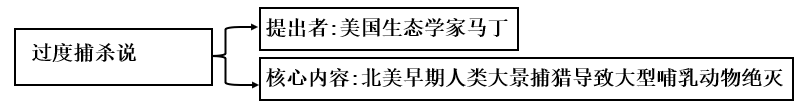 过度捕杀说
提出者:美国生态学家马丁
核心内容:北美早期人类大景捕猎导致大型哺乳动物绝灭